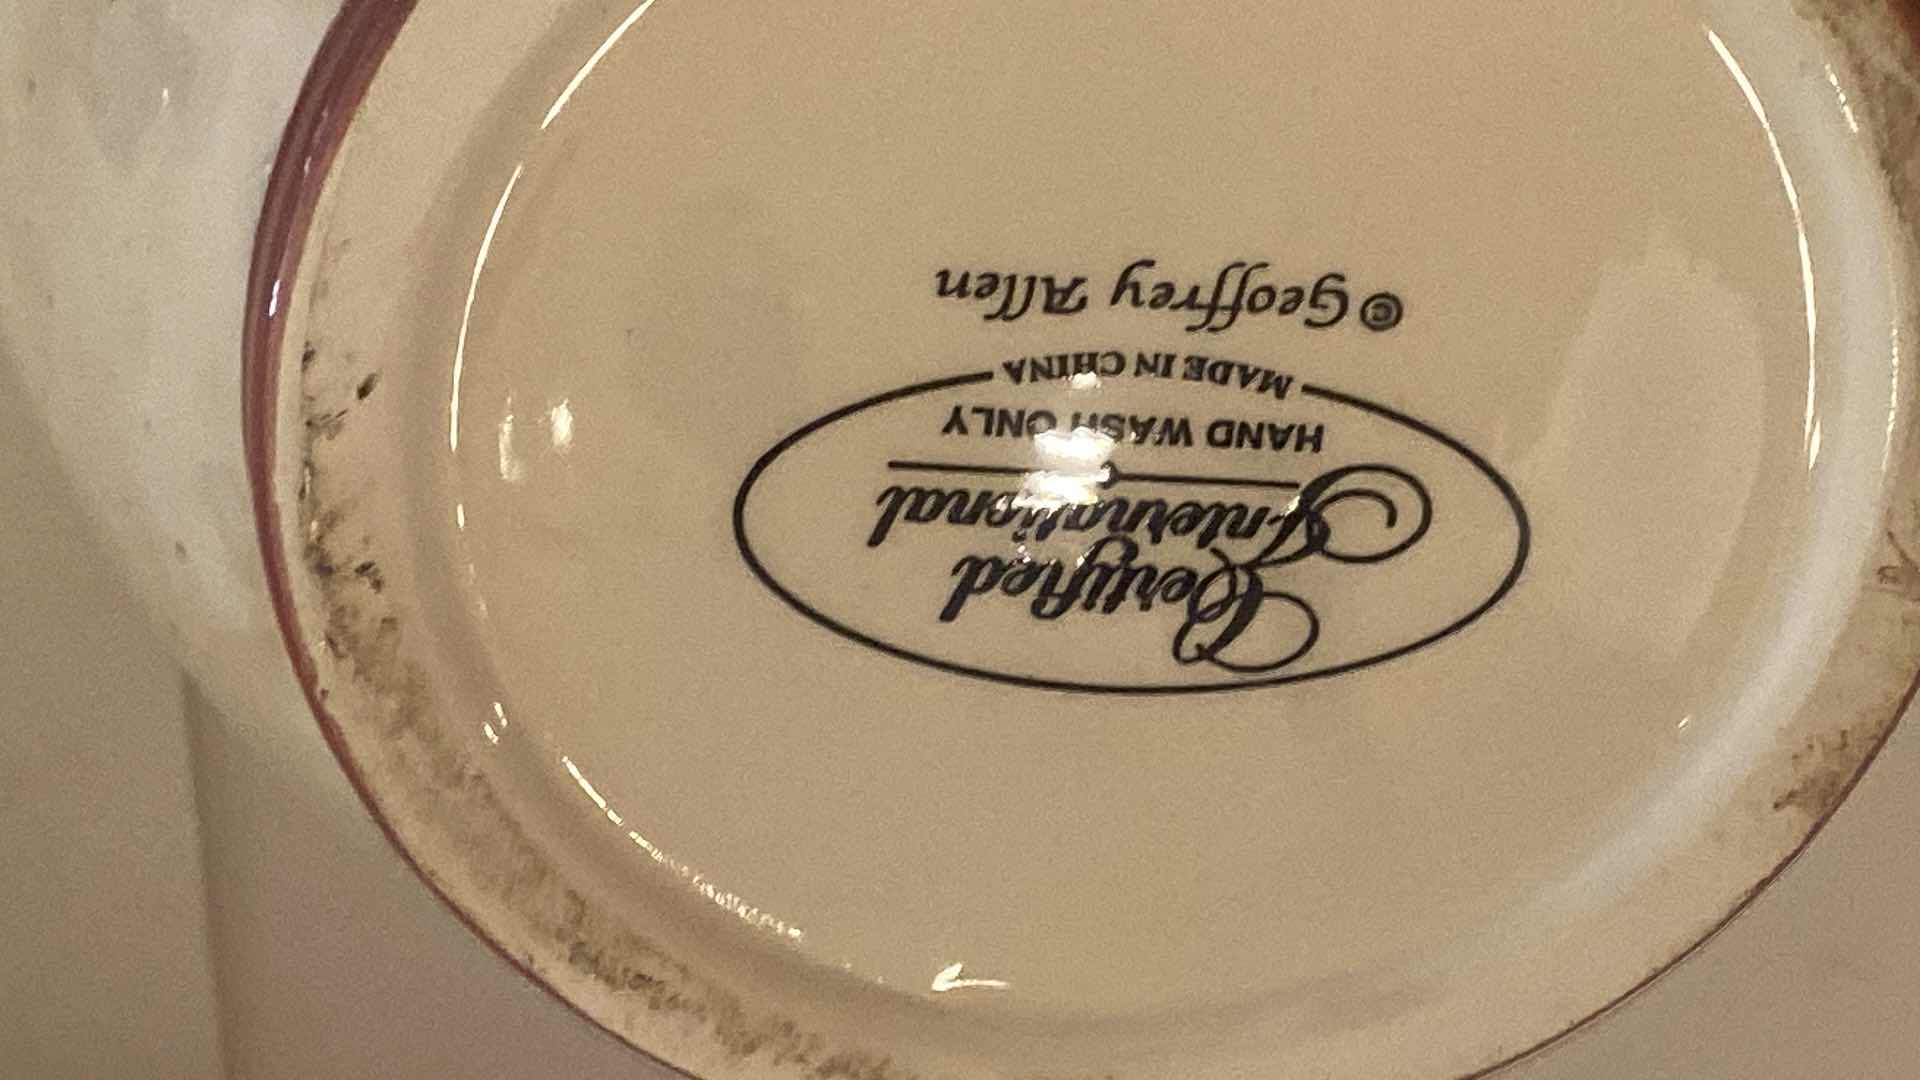 Certified
International
HAND WASH ONLY
MADE IN CHINA
©Geoffrey Allen